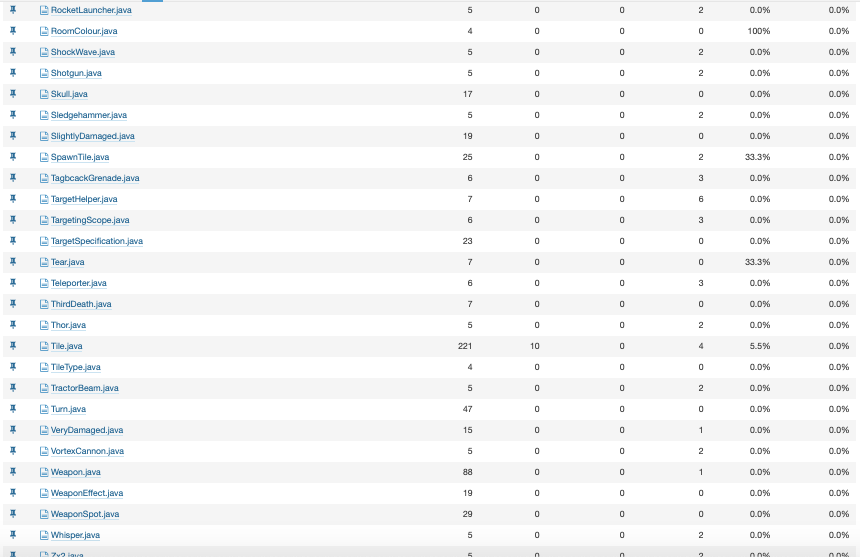 RocketLauncher.java 5 0 0 2 0.0% 0.0%
RoomColour.java 4 0 0 0 100% 0.0%
ShockWave.java 5 0 0 2 0.0% 0.0%
Shotgun.java 5 0 0 2 0.0% 0.0%
Skull.java 17 0 0 0 0.0% 0.0%
Sledgehammer.java 5 0 0 2 0.0% 0.0%
SlightlyDamaged.java 19 0 0 0 0.0% 0.0%
SpawnTile.java 25 0 0 2 33.3% 0.0%
TagbcackGrenade.java 6 0 0 3 0.0% 0.0%
TargetHelper.java 7 0 0 6 0.0% 0.0%
TargetingScope.java 6 0 0 3 0.0% 0.0%
TargetSpecification.java 23 0 0 0 0.0% 0.0%
Tear.java 7 0 0 0 33.3% 0.0%
Teleporter.java 6 0 0 3 0.0% 0.0%
ThirdDeath.java 7 0 0 0 0.0% 0.0%
Thor.java 5 0 0 2 0.0% 0.0%
Tile.java 221 10 0 4 5.5% 0.0%
TileType.java 4 0 0 0 0.0% 0.0%
TractorBeam.java 5 0 0 2 0.0% 0.0%
Turn.java 47 0 0 0 0.0% 0.0%
VeryDamaged.java 15 0 0 1 0.0% 0.0%
VortexCannon.java 5 0 0 2 0.0% 0.0%
Weapon.java 88 0 0 1 0.0% 0.0%
WeaponEffect.java 19 0 0 0 0.0% 0.0%
WeaponSpot.java 29 0 0 0 0.0% 0.0%
Whisper.java 5 0 0 2 0.0% 0.0%
Zx2.java 5 0 0 2 0.0% 0.0%